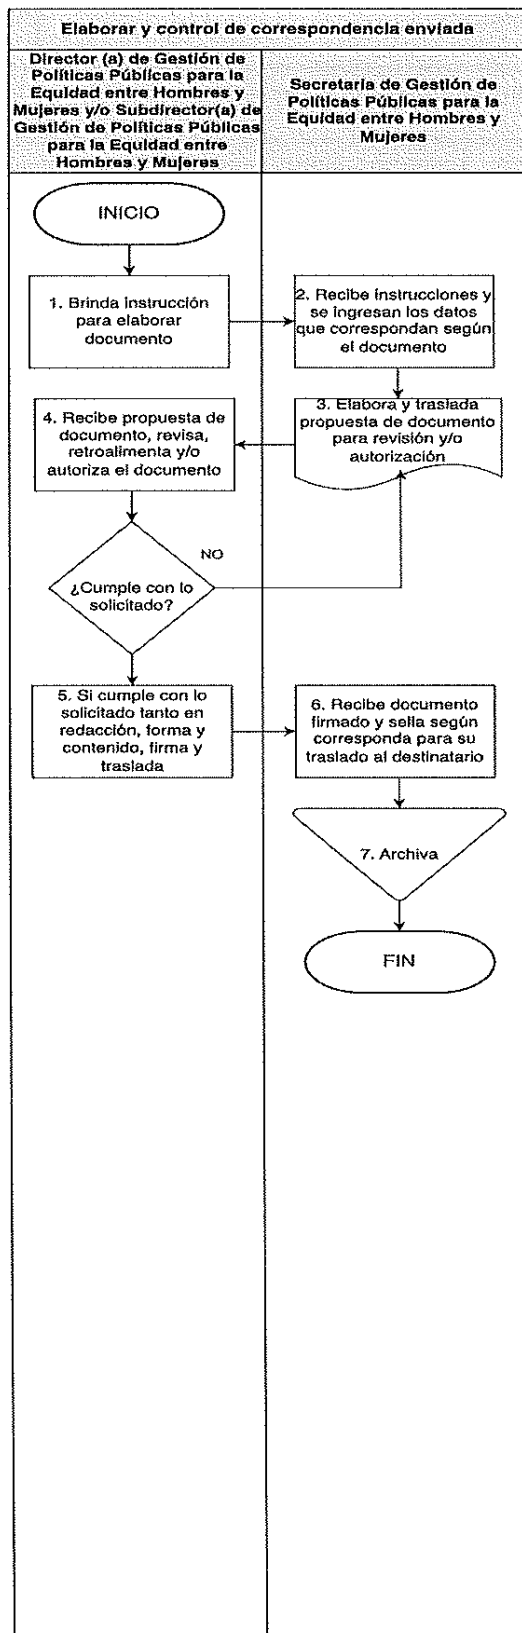 Elaborar y control de correspondencia enviada
Director (a) de Gestión de
Políticas Públicas para la
Equidad entre Hombres y
Mujeres y/o Subdirector(a) de
Gestión de Políticas Públicas
para la Equidad entre
Hombres y Mujeres
Secretaria de Gestión de
Políticas Públicas para la
Equidad entre Hombres y
Mujeres
INICIO
1. Brinda instrucción
para elaborar
documento
2. Recibe instrucciones y
se ingresan los datos
que correspondan según
el documento
3. Elabora y traslada
propuesta de documento
para revisión y/o
autorización
4. Recibe propuesta de
documento, revisa,
retroalimenta y/o
autoriza el documento
NO
¿Cumple con lo
solicitado?
5. Si cumple con lo
solicitado tanto en
redacción, forma y
contenido, firma y
traslada
6. Recibe documento
firmado y sella según
corresponda para su
traslado al destinatario
7. Archiva
FIN